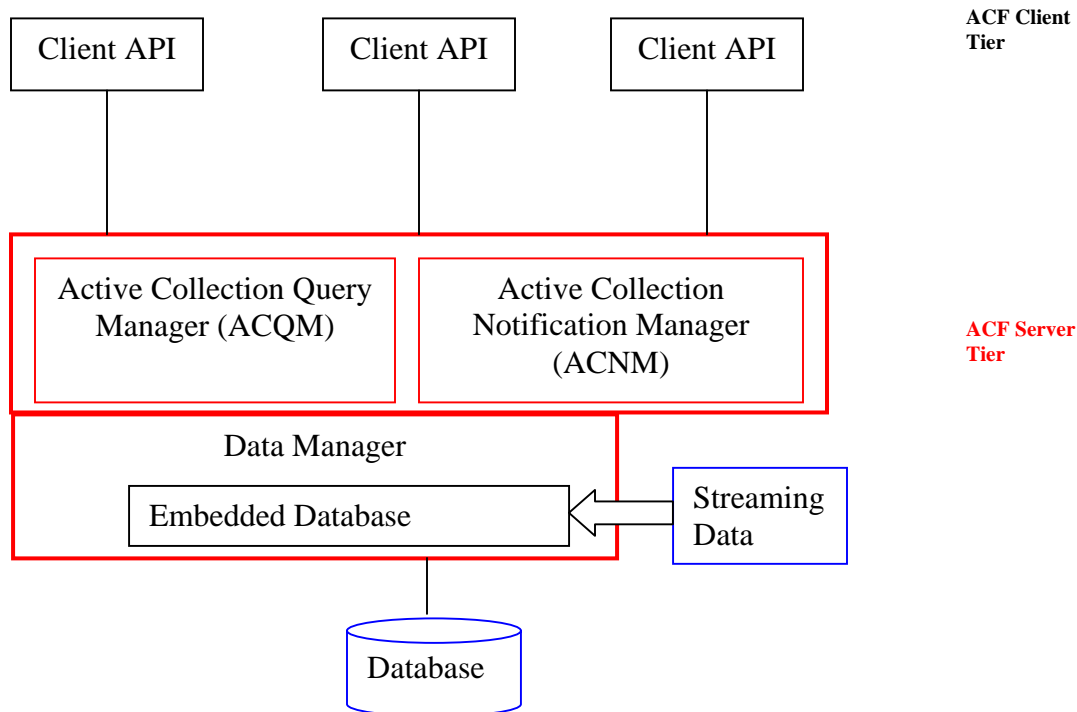 Client API
Client API
Client API
ACF Client
Tier
Active Collection Query
Manager (ACQM)
Active Collection
Notification Manager
(ACNM)
ACF Server
Tier
Data Manager
Embedded Database
Streaming
Data
Database